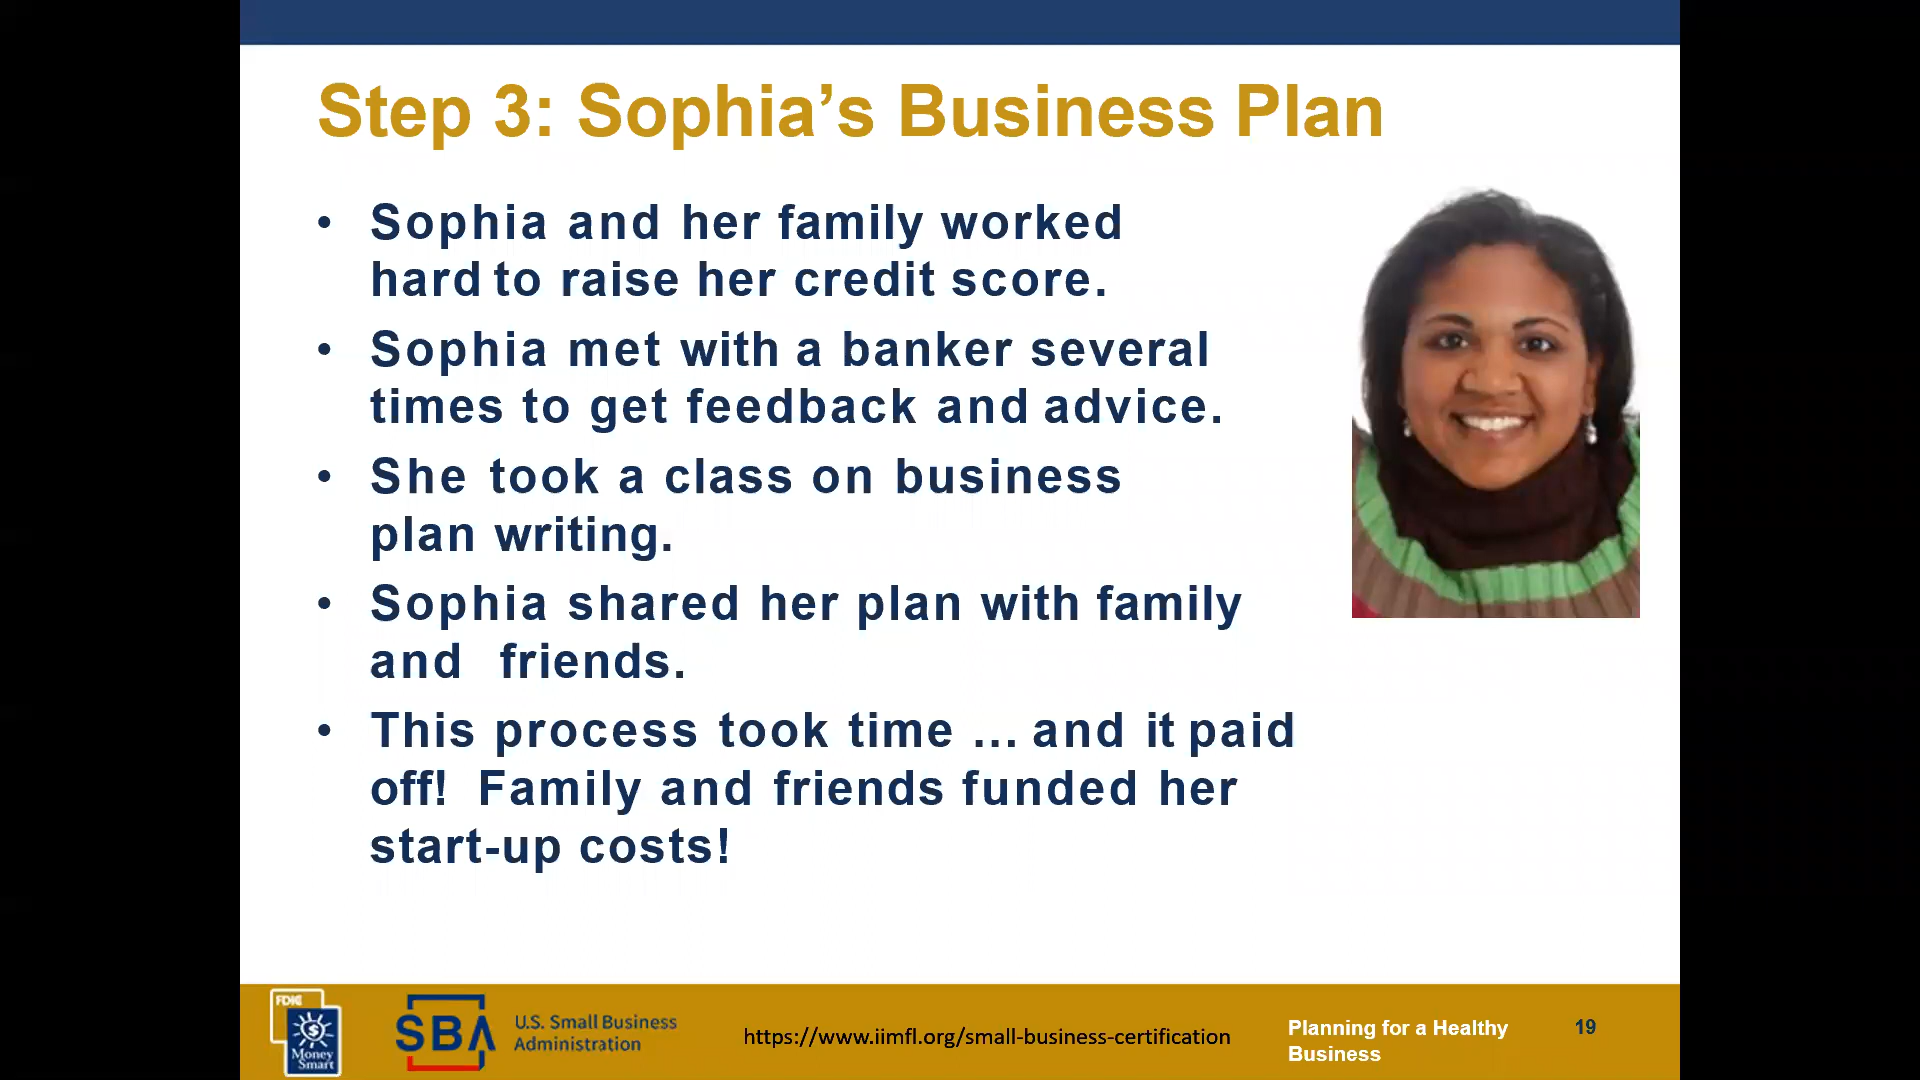 Step 3: Sophia’s Business Plan
• Sophia and her family worked
hard to raise her credit score.
• Sophia met with a banker several
times to get feedback and advice.
• She took a class on business
plan writing.
• Sophia shared her plan with family
and friends.
• This process took time ... and it paid
off! Family and friends funded her
start-up costs!
FDIC
Money
Smart
SBA
U.S. Small Business
Administration
https://www.iimfl.org/small-business-certification
Planning for a Healthy
Business
19